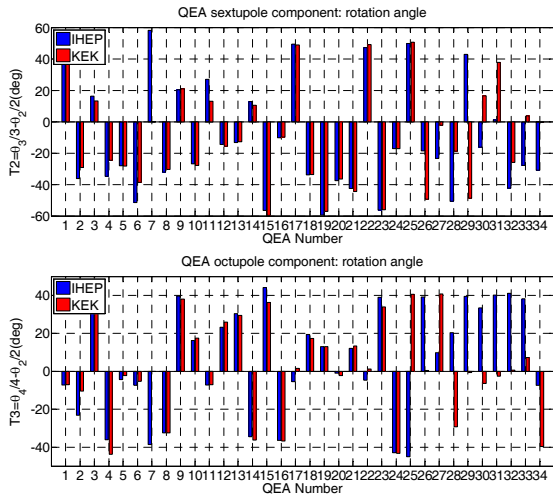 QEA sextupole component: rotation angle
T2=θ3/3-θ2/2(deg)
60
40
20
0
-20
-40
-60
IHEP
KEK
1 2 3 4 5 6 7 8 9 10 11 12 13 14 15 16 17 18 19 20 21 22 23 24 25 26 27 28 29 30 31 32 33 34
QEA Number
QEA octupole component: rotation angle
T3=θ4/4-θ2/2(deg)
40
20
0
-20
-40
IHEP
KEK
1 2 3 4 5 6 7 8 9 10 11 12 13 14 15 16 17 18 19 20 21 22 23 24 25 26 27 28 29 30 31 32 33 34
QEA Number